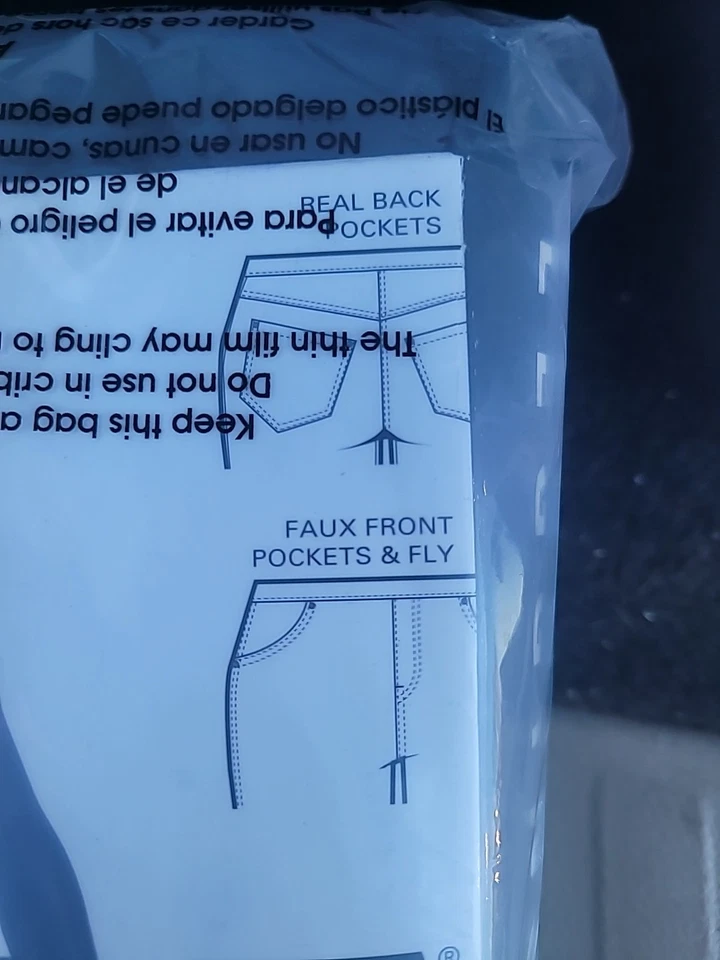 REAL BACK
POCKETS
FAUX FRONT
POCKETS & FLY
®
Keep this bag a
Do not use in crib
The thin film may cling to
Para evitar el peligro
de el alcan
No usar en cunas, carr
El plástico delgado puede pegar
Garder ce sac hors de